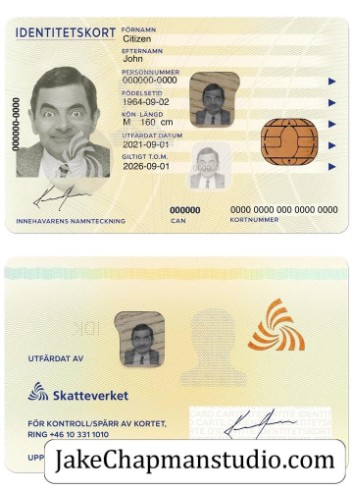 IDENTITETSKORT
FÖRNAMN
Citizen
EFTERNAMN
John
PERSONNUMMER
000000-0000
FÖDELSETID
1964-09-02
KÖN LÄNGD
M 160 cm
UTFÄRDAT DATUM
2021-09-01
GILTIGT T.O.M.
2026-09-01
000000-0000
INNEHAVARENS NAMNTECKNING
000000
CAN
0000 0000 000 0000 0000
KORTNUMMER
IDK
UTFÄRDAT AV
Skatteverket
FÖR KONTROLL/SPÄRR AV KORTET,
RING +46 10 331 1010
UPP
JakeChapmanstudio.com